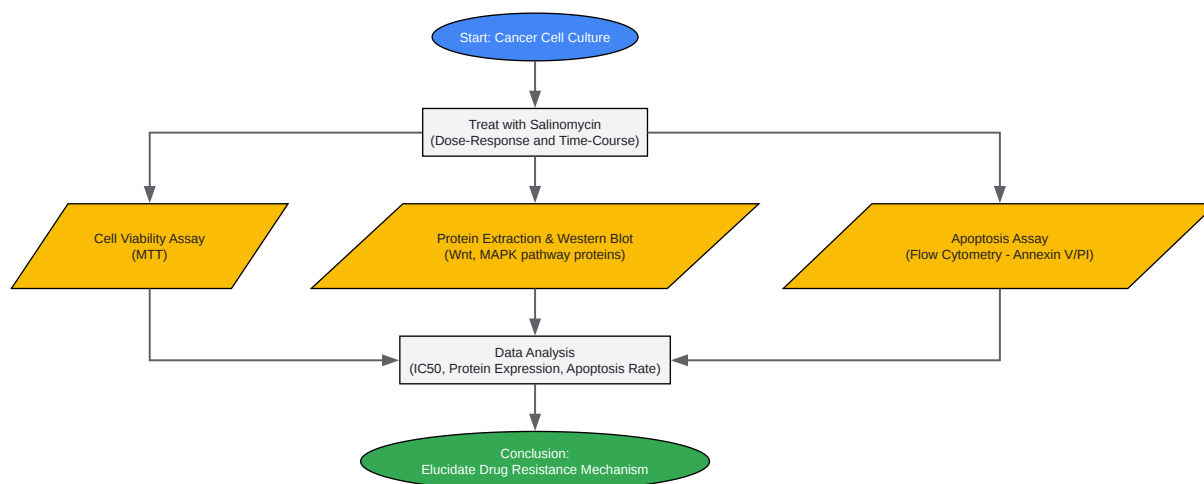 Start: Cancer Cell Culture
Treat with Salinomycin
(Dose-Response and Time-Course)
Cell Viability Assay
(MTT)
Protein Extraction & Western Blot
(Wnt, MAPK pathway proteins)
Apoptosis Assay
(Flow Cytometry - Annexin V/PI)
Data Analysis
(IC50, Protein Expression, Apoptosis Rate)
Conclusion:
Elucidate Drug Resistance Mechanism